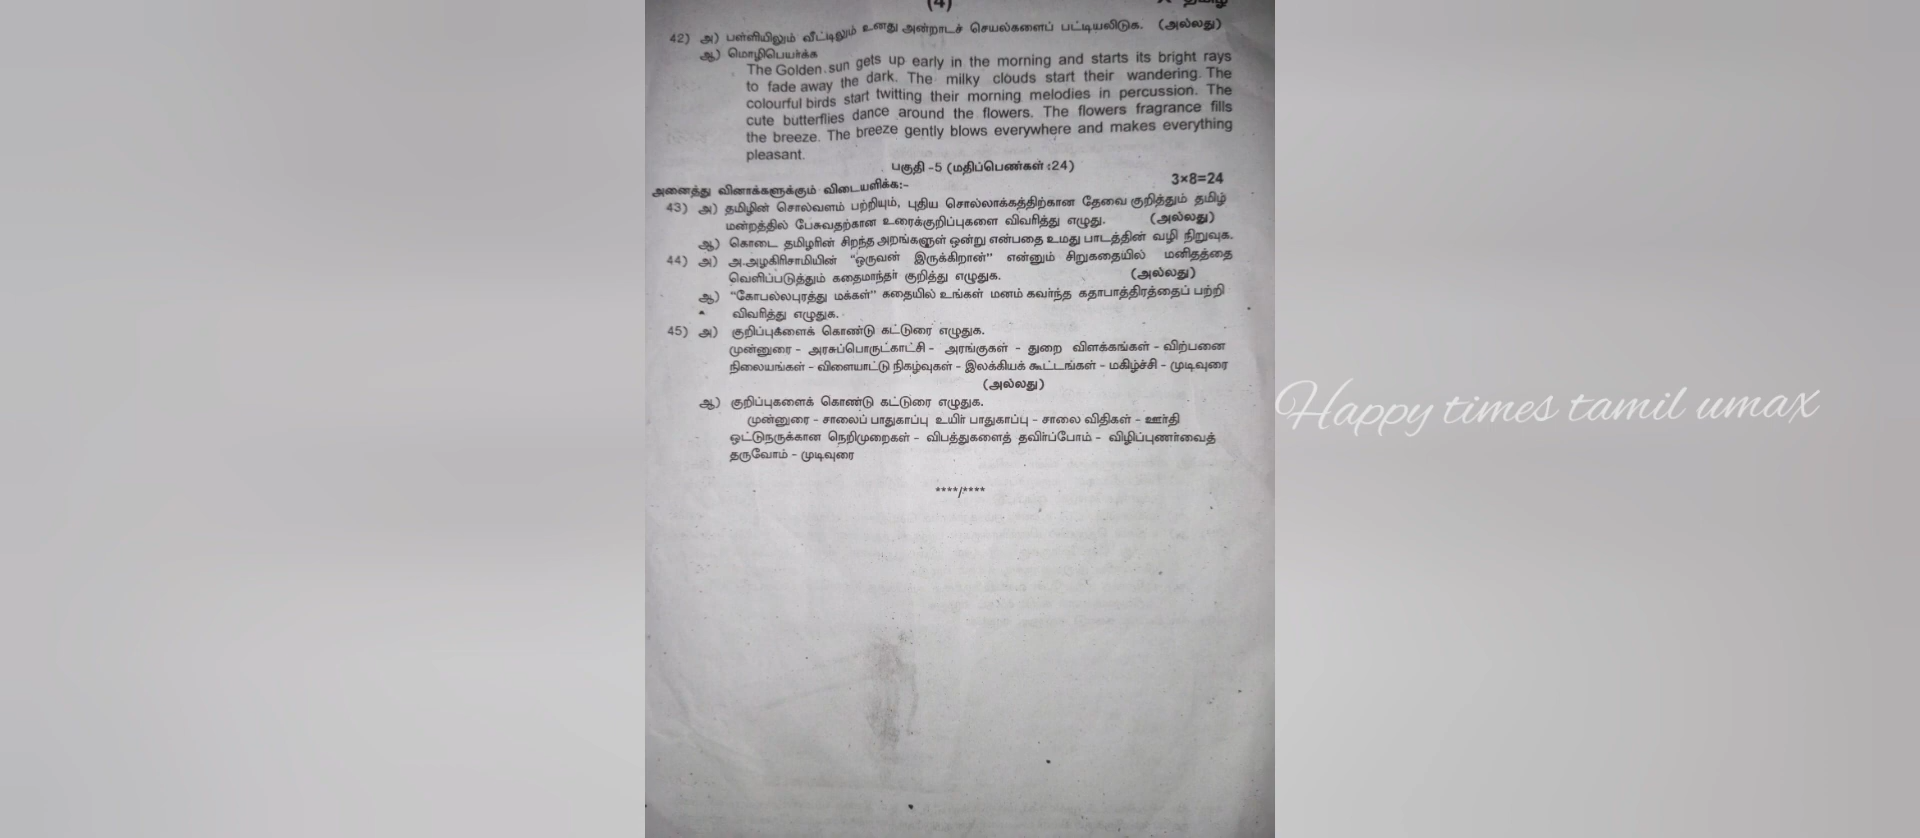 (4)
X தமிழ்
42) அ) பள்ளியிலும் வீட்டிலும் உனது அன்றாடச் செயல்களைப் பட்டியலிடுக. (அல்லது)
ஆ) மொழிபெயர்க்க
The Golden sun gets up early in the morning and starts its bright rays
to fade away the dark. The milky clouds start their wandering. The
colourful birds start twitting their morning melodies in percussion. The
cute butterflies dance around the flowers. The flowers fragrance fills
the breeze. The breeze gently blows everywhere and makes everything
pleasant.
பகுதி -5 (மதிப்பெண்கள் :24)
அனைத்து வினாக்களுக்கும் விடையளிக்க:- 3×8=24
43) அ) தமிழின் சொல்வளம் பற்றியும், புதிய சொல்லாக்கத்திற்கான தேவை குறித்தும் தமிழ்
மன்றத்தில் பேசுவதற்கான உரைக்குறிப்புகளை விவரித்து எழுது. (அல்லது)
ஆ) கொடை தமிழரின் சிறந்த அறங்களுள் ஒன்று என்பதை உமது பாடத்தின் வழி நிறுவுக.
44) அ) அ.அழகிரிசாமியின் "ஒருவன் இருக்கிறான்" என்னும் சிறுகதையில் மனிதத்தை
வெளிப்படுத்தும் கதைமாந்தர் குறித்து எழுதுக. (அல்லது)
ஆ) "கோபல்லபுரத்து மக்கள்" கதையில் உங்கள் மனம் கவர்ந்த கதாபாத்திரத்தைப் பற்றி
விவரித்து எழுதுக.
45) அ) குறிப்புகளைக் கொண்டு கட்டுரை எழுதுக.
முன்னுரை - அரசுப்பொருட்காட்சி - அரங்குகள் - துறை விளக்கங்கள் - விற்பனை
நிலையங்கள் - விளையாட்டு நிகழ்வுகள் - இலக்கியக் கூட்டங்கள் - மகிழ்ச்சி - முடிவுரை
(அல்லது)
ஆ) குறிப்புகளைக் கொண்டு கட்டுரை எழுதுக.
முன்னுரை - சாலைப் பாதுகாப்பு உயிர் பாதுகாப்பு - சாலை விதிகள் - ஊர்தி
ஓட்டுநருக்கான நெறிமுறைகள் - விபத்துகளைத் தவிர்ப்போம் - விழிப்புணர்வைத்
தருவோம் - முடிவுரை
****/****
Happy times tamil umax